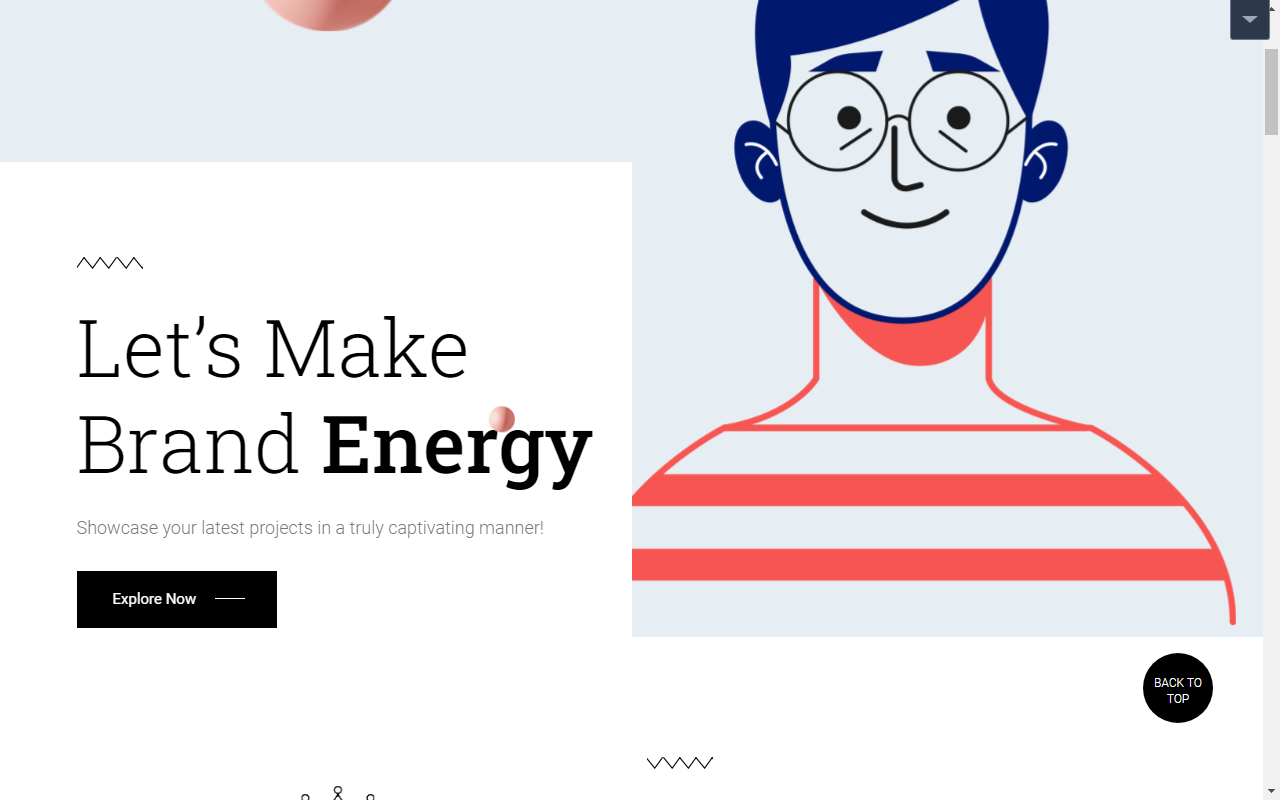 Let’s Make
Brand Energy
Showcase your latest projects in a truly captivating manner!
Explore Now
BACK TO
TOP